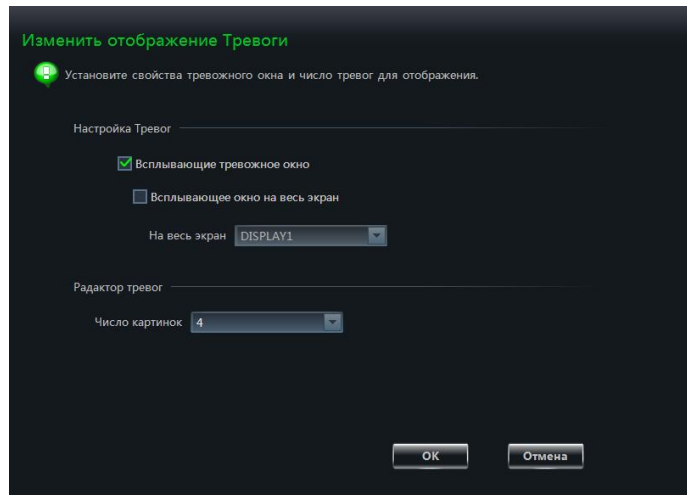 Изменить отображение Тревоги
Установите свойства тревожного окна и число тревог для отображения.
Настройка Тревог
Всплывающие тревожное окно
Всплывающее окно на весь экран
На весь экран DISPLAY1
Радактор тревог
Число картинок 4
ОК Отмена